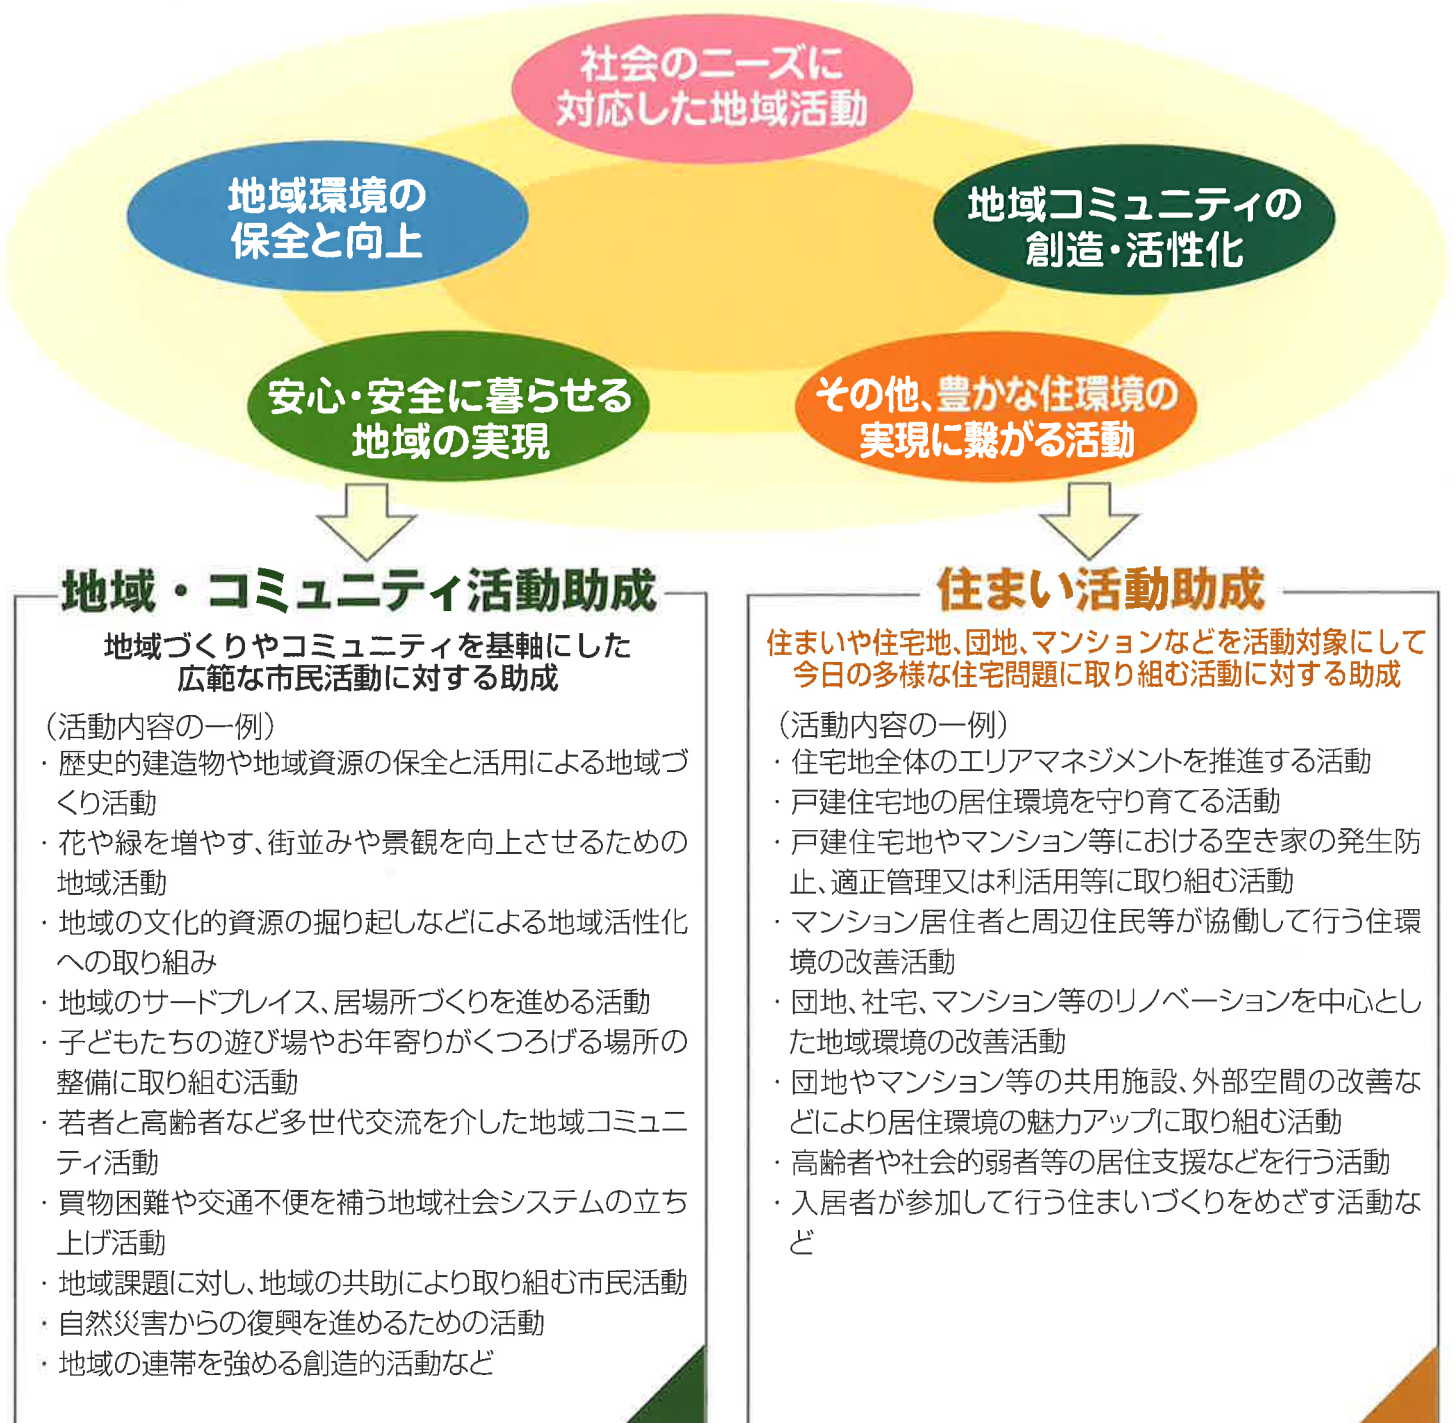 社会のニーズに
対応した地域活動
地域環境の
保全と向上
地域コミュニティの
創造・活性化
安心・安全に暮らせる
地域の実現
その他、豊かな住環境の
実現に繋がる活動
地域・コミュニティ活動助成
地域づくりやコミュニティを基軸にした
広範な市民活動に対する助成
（活動内容の一例）
・歴史的建造物や地域資源の保全と活用による地域づ
くり活動
・花や緑を増やす、街並みや景観を向上させるための
地域活動
・地域の文化的資源の掘り起しなどによる地域活性化
への取り組み
・地域のサードプレイス、居場所づくりを進める活動
・子どもたちの遊び場やお年寄りがくつろげる場所の
整備に取り組む活動
・若者と高齢者など多世代交流を介した地域コミュニ
ティ活動
・買物困難や交通不便を補う地域社会システムの立ち
上げ活動
・地域課題に対し、地域の共助により取り組む市民活動
・自然災害からの復興を進めるための活動
・地域の連帯を強める創造的活動など
住まい活動助成
住まいや住宅地、団地、マンションなどを活動対象にして
今日の多様な住宅問題に取り組む活動に対する助成
（活動内容の一例）
・住宅地全体のエリアマネジメントを推進する活動
・戸建住宅地の居住環境を守り育てる活動
・戸建住宅地やマンション等における空き家の発生防
止、適正管理又は利活用等に取り組む活動
・マンション居住者と周辺住民等が協働して行う住環
境の改善活動
・団地、社宅、マンション等のリノベーションを中心とし
た地域環境の改善活動
・団地やマンション等の共用施設、外部空間の改善な
どにより居住環境の魅力アップに取り組む活動
・高齢者や社会的弱者等の居住支援などを行う活動
・入居者が参加して行う住まいづくりをめざす活動な
ど